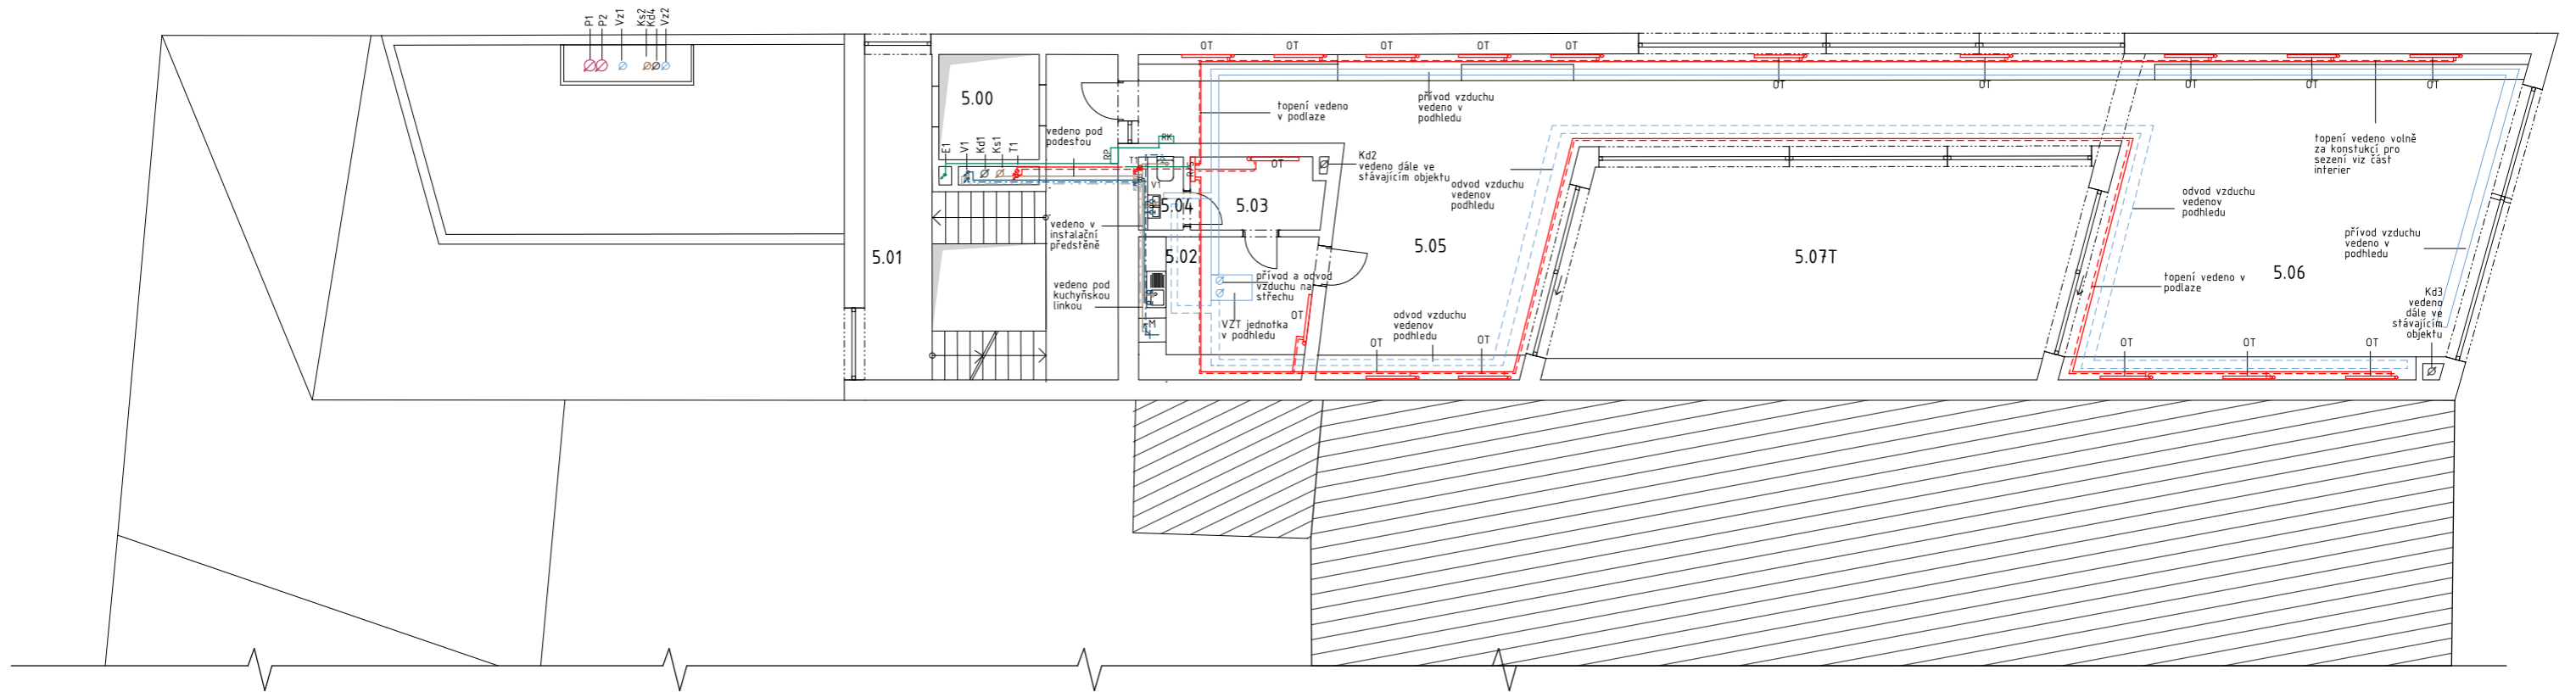 P1
P2
Vz1
Ks2
Kd4
Vz2
OT
OT
OT
OT
OT
5.00
topení vedeno
v podlaze
přívod vzduchu
vedeno v
podhledu
OT
OT
OT
OT
OT
vedeno pod
podestou
E1
V1
Kd1
Ks1
T1
RP
RK
T1
V1
R+S
OT
Kd2
vedeno dále ve
stávajícím objektu
topení vedeno volně
za konstukcí pro
sezení viz část
interier
odvod vzduchu
vedenov
podhledu
odvod vzduchu
vedenov
podhledu
5.04
5.03
vedeno v
instalační
předstěně
5.01
5.02
5.05
5.07T
5.06
přívod vzduchu
vedeno v
podhledu
přívod a odvod
vzduchu na
střechu
topení vedeno v
podlaze
vedeno pod
kuchyňskou
linkou
Kd3
vedeno
dále ve
stávajícím
objektu
OT
M
VZT jednotka
v podhledu
odvod vzduchu
vedenov
podhledu
OT
OT
OT
OT
OT